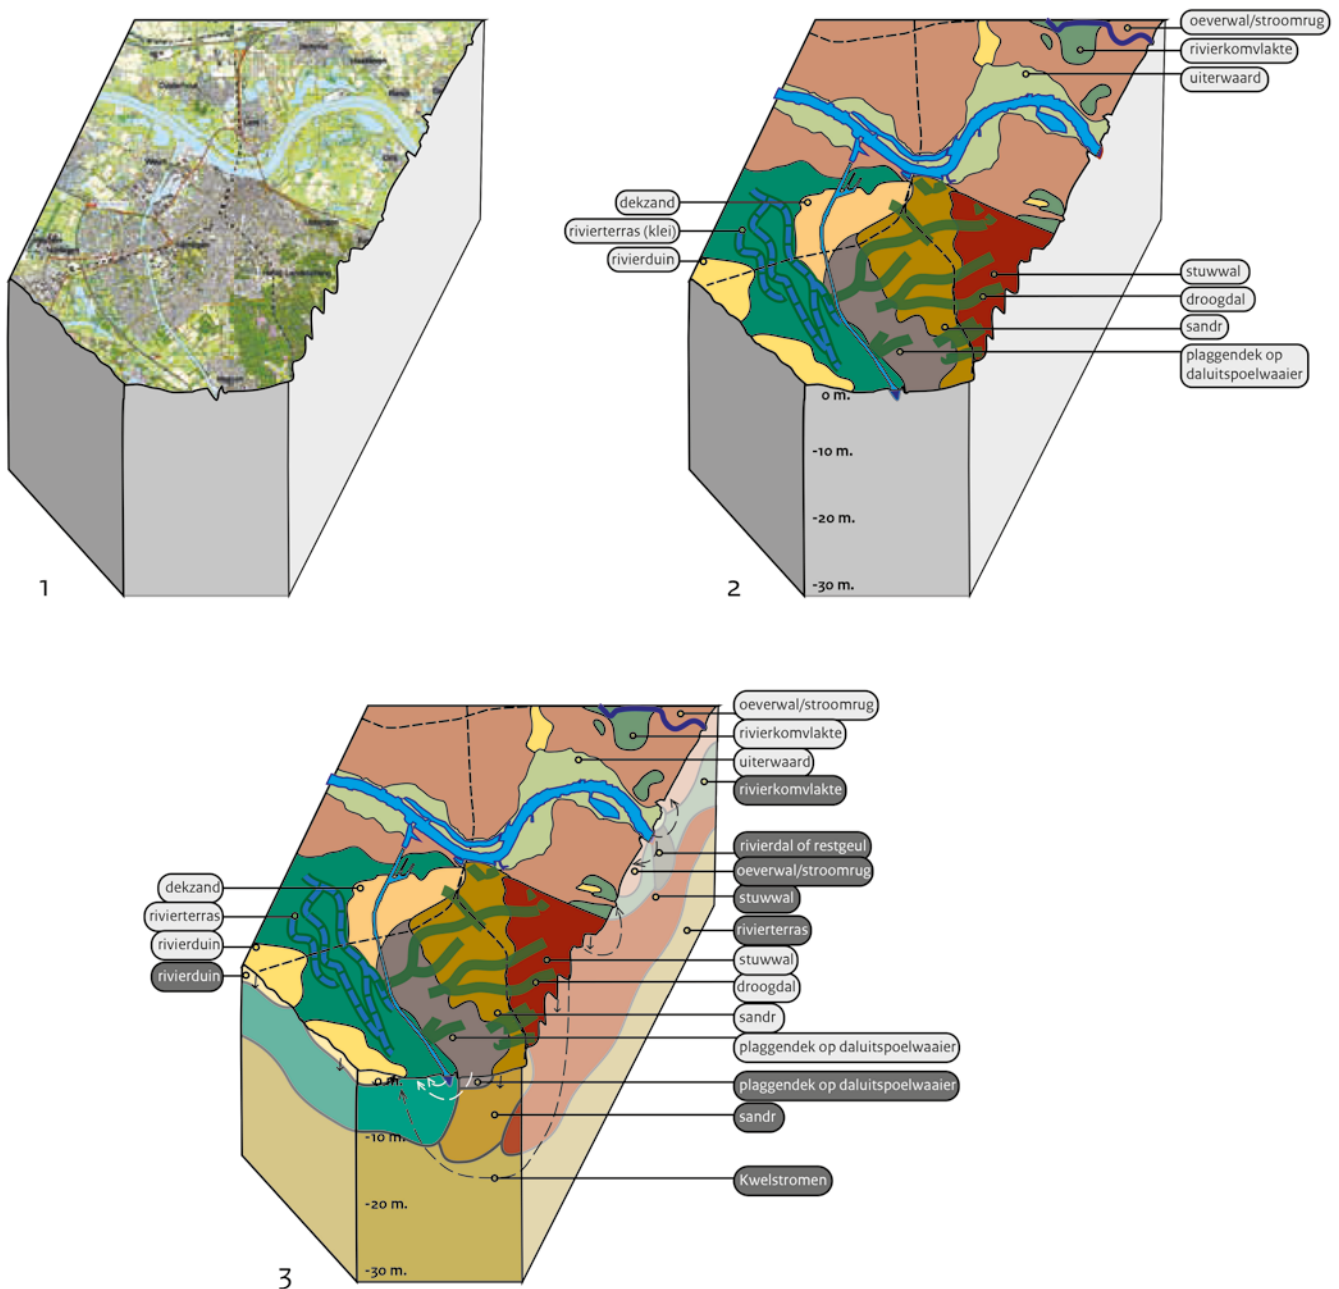 oeverwal/stroomrug
rivierkomvlakte
uiterwaard
dekzand
rivierterras (klei)
rivierduin
stuwwal
droogdal
sandr
plaggendek op
daluitspoelwaaier
0 m.
-10 m.
-20 m.
-30 m.
1
2
oeverwal/stroomrug
rivierkomvlakte
uiterwaard
rivierkomvlakte
rivierdal of restgeul
oeverwal/stroomrug
stuwwal
rivierterras
stuwwal
droogdal
sandr
plaggendek op daluitspoelwaaier
plaggendek op daluitspoelwaaier
sandr
Kwelstromen
dekzand
rivierterras
rivierduin
rivierduin
0 m.
-10 m.
-20 m.
-30 m.
3